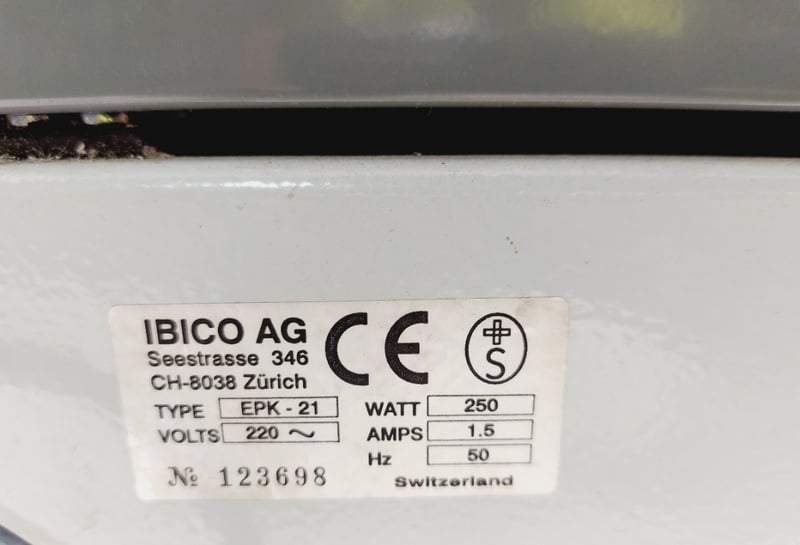 IBICO AG
Seestrasse 346
CH-8038 Zürich
CE
S
TYPE EPK - 21
VOLTS 220 ~
WATT 250
AMPS 1.5
Hz 50
№ 123698
Switzerland